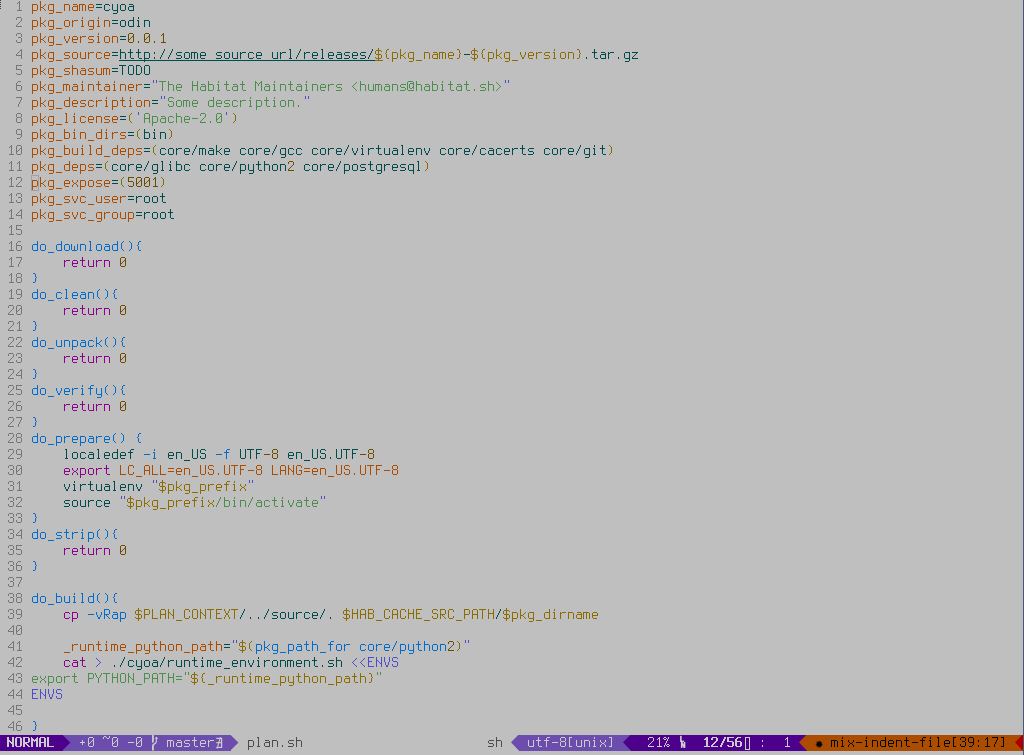 1 pkg_name=cyoa
2 pkg_origin=odin
3 pkg_version=0.0.1
4 pkg_source=http://some_source_url/releases/${pkg_name}-${pkg_version}.tar.gz
5 pkg_shasum=TODO
6 pkg_maintainer="The Habitat Maintainers <humans@habitat.sh>"
7 pkg_description="Some description."
8 pkg_license=('Apache-2.0')
9 pkg_bin_dirs=(bin)
10 pkg_build_deps=(core/make core/gcc core/virtualenv core/cacerts core/git)
11 pkg_deps=(core/glibc core/python2 core/postgresql)
12 pkg_expose=(5001)
13 pkg_svc_user=root
14 pkg_svc_group=root
15
16 do_download(){
17     return 0
18 }
19 do_clean(){
20     return 0
21 }
22 do_unpack(){
23     return 0
24 }
25 do_verify(){
26     return 0
27 }
28 do_prepare() {
29     localedef -i en_US -f UTF-8 en_US.UTF-8
30     export LC_ALL=en_US.UTF-8 LANG=en_US.UTF-8
31     virtualenv "$pkg_prefix"
32     source "$pkg_prefix/bin/activate"
33 }
34 do_strip(){
35     return 0
36 }
37
38 do_build(){
39     cp -vRap $PLAN_CONTEXT/../source/. $HAB_CACHE_SRC_PATH/$pkg_dirname
40
41     _runtime_python_path="$(pkg_path_for core/python2)"
42     cat > ./cyoa/runtime_environment.sh <<ENVS
43 export PYTHON_PATH="${_runtime_python_path}"
44 ENVS
45
46 }
NORMAL +0 ~0 -0 master plan.sh sh utf-8[unix] 21% 12/56 : 1 ● mix-indent-file[39:17]